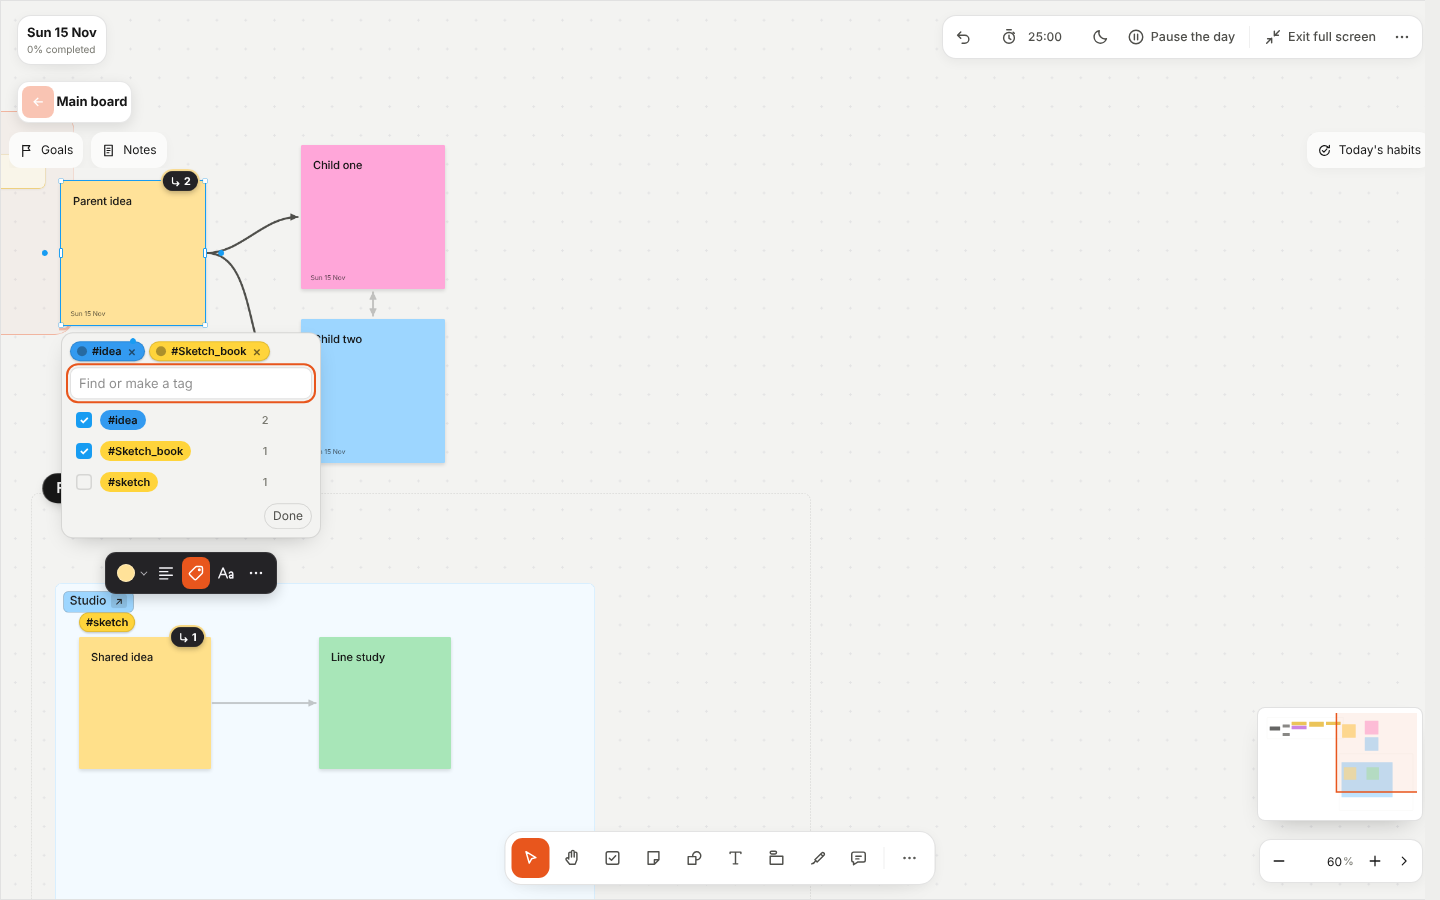 Sun 15 Nov
0% completed
25:00
Pause the day
Exit full screen
Main board
Goals
Notes
Today's habits
2
Parent idea
Sun 15 Nov
Child one
Sun 15 Nov
#idea ×
#Sketch_book ×
Find or make a tag
#idea 2
#Sketch_book 1
#sketch 1
Done
Child two
15 Nov
Aa
Studio
#sketch
1
Shared idea
Line study
60%